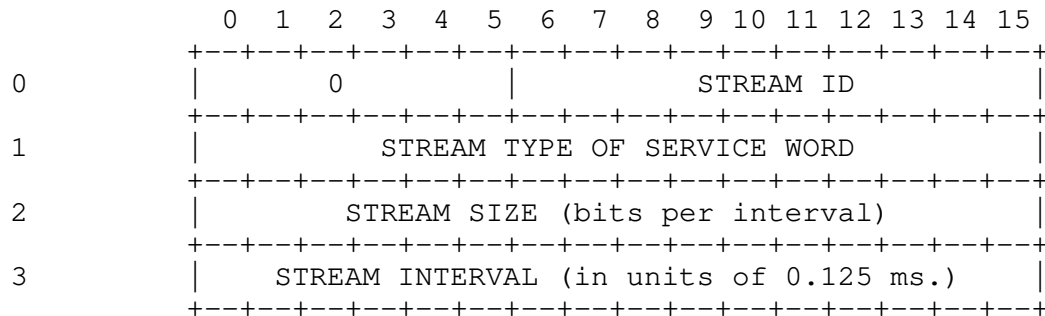 0  1  2  3  4  5  6  7  8  9 10 11 12 13 14 15
               +--+--+--+--+--+--+--+--+--+--+--+--+--+--+--+--+
0              |       0         |          STREAM ID          |
               +--+--+--+--+--+--+--+--+--+--+--+--+--+--+--+--+
1              |          STREAM TYPE OF SERVICE WORD          |
               +--+--+--+--+--+--+--+--+--+--+--+--+--+--+--+--+
2              |        STREAM SIZE (bits per interval)         |
               +--+--+--+--+--+--+--+--+--+--+--+--+--+--+--+--+
3              |    STREAM INTERVAL (in units of 0.125 ms.)    |
               +--+--+--+--+--+--+--+--+--+--+--+--+--+--+--+--+